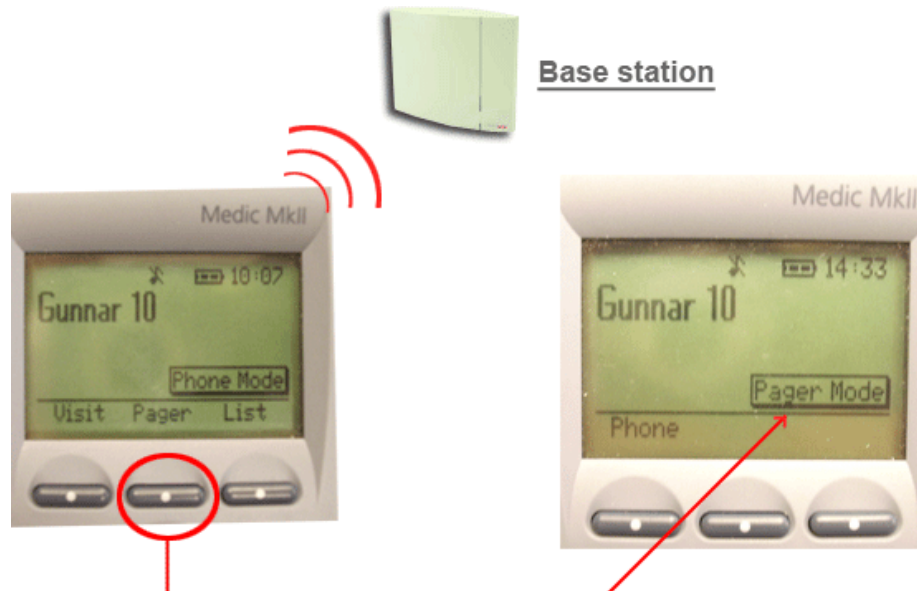 Base station
Medic MkII
10:07
Gunnar 10
Phone Mode
Visit Pager List
Medic MkII
14:33
Gunnar 10
Pager Mode
Phone